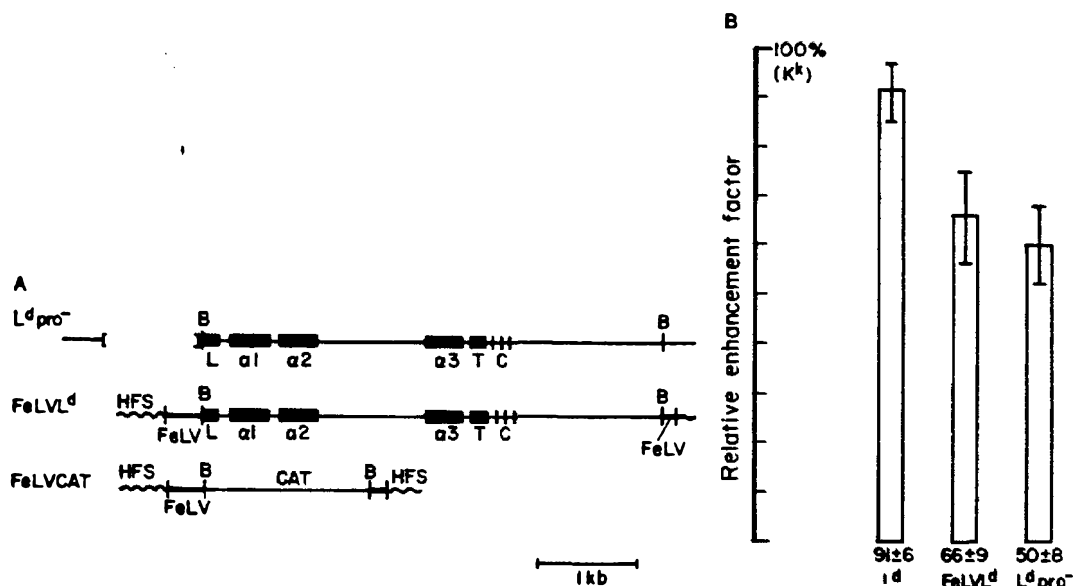 A
Lᵈpro⁻
B
B
L α1 α2 α3 T C
FeLVLᵈ
HFS
B
B
FeLV L α1 α2 α3 T C FeLV
FeLVCAT
HFS
B
CAT
B
HFS
FeLV
1kb
B
100%
(Kᵏ)
Relative enhancement factor
91±6 66±9 50±8
Lᵈ FeLVLᵈ Lᵈpro⁻